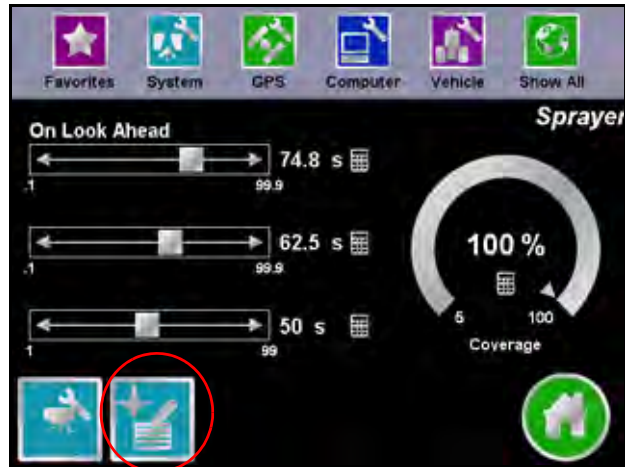 Favorites System GPS Computer Vehicle Show All
Sprayer
On Look Ahead
74.8 s
.1 99.9
62.5 s
.1 99.9
100 %
50 s
1 99
5 100
Coverage